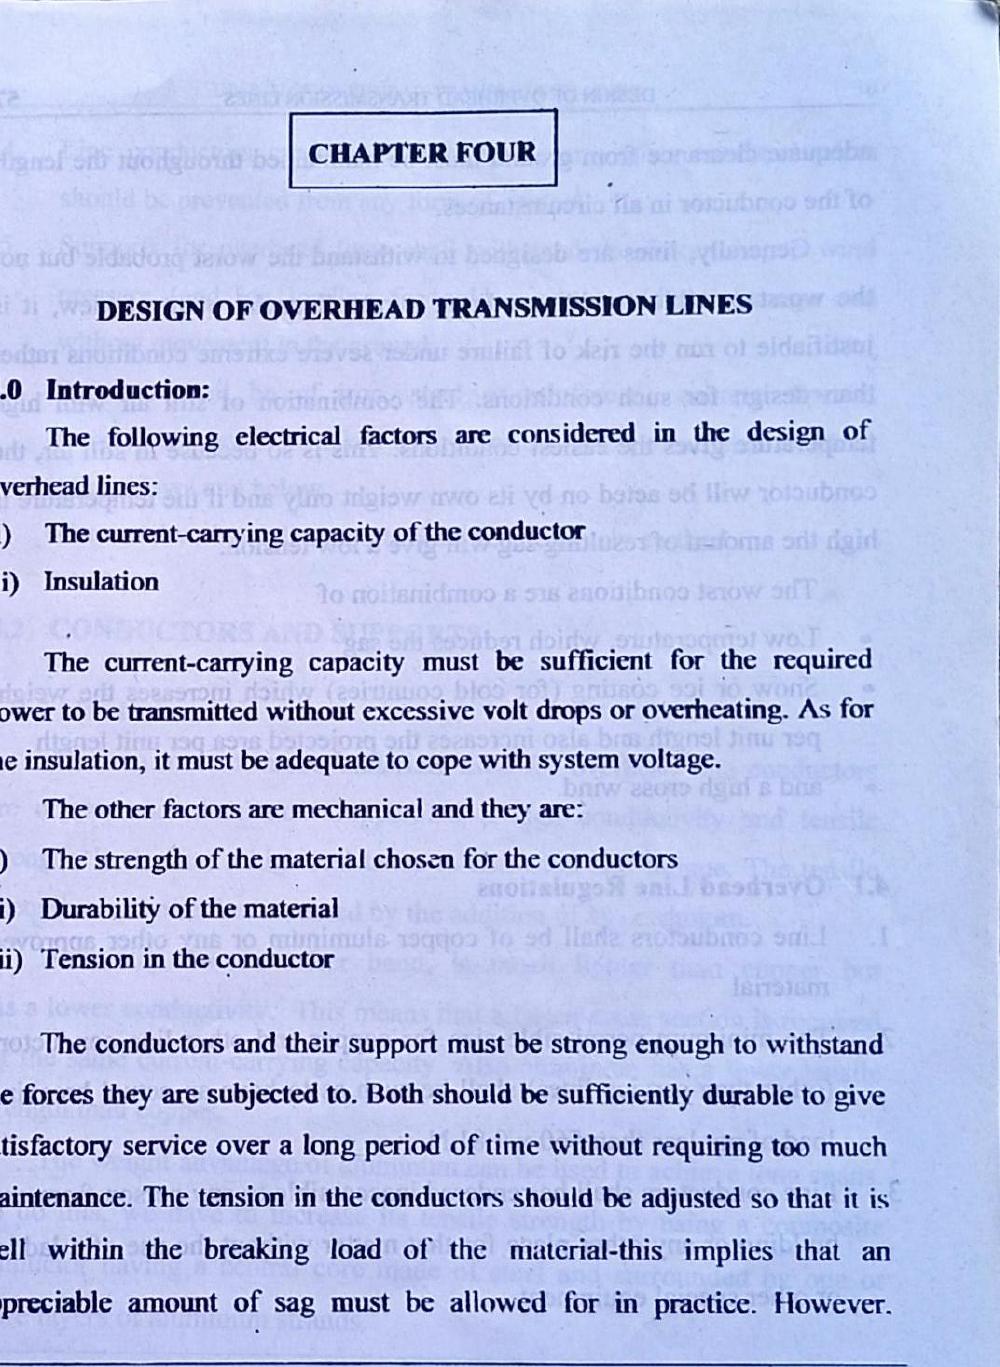 CHAPTER FOUR
DESIGN OF OVERHEAD TRANSMISSION LINES
.0 Introduction:
The following electrical factors are considered in the design of
verhead lines:
) The current-carrying capacity of the conductor
i) Insulation
The current-carrying capacity must be sufficient for the required
ower to be transmitted without excessive volt drops or overheating. As for
e insulation, it must be adequate to cope with system voltage.
The other factors are mechanical and they are:
) The strength of the material chosen for the conductors
i) Durability of the material
ii) Tension in the conductor
The conductors and their support must be strong enough to withstand
e forces they are subjected to. Both should be sufficiently durable to give
tisfactory service over a long period of time without requiring too much
aintenance. The tension in the conductors should be adjusted so that it is
ell within the breaking load of the material-this implies that an
preciable amount of sag must be allowed for in practice. However.